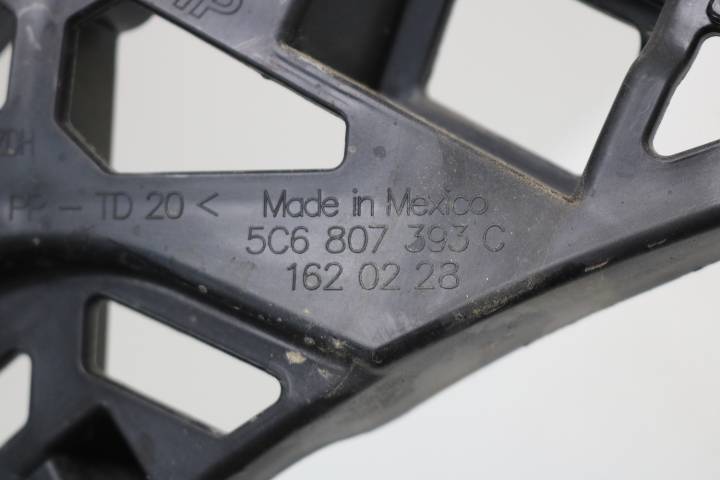 PP - TD 20 < Made in Mexico
5C6 807 393 C
162 02 28